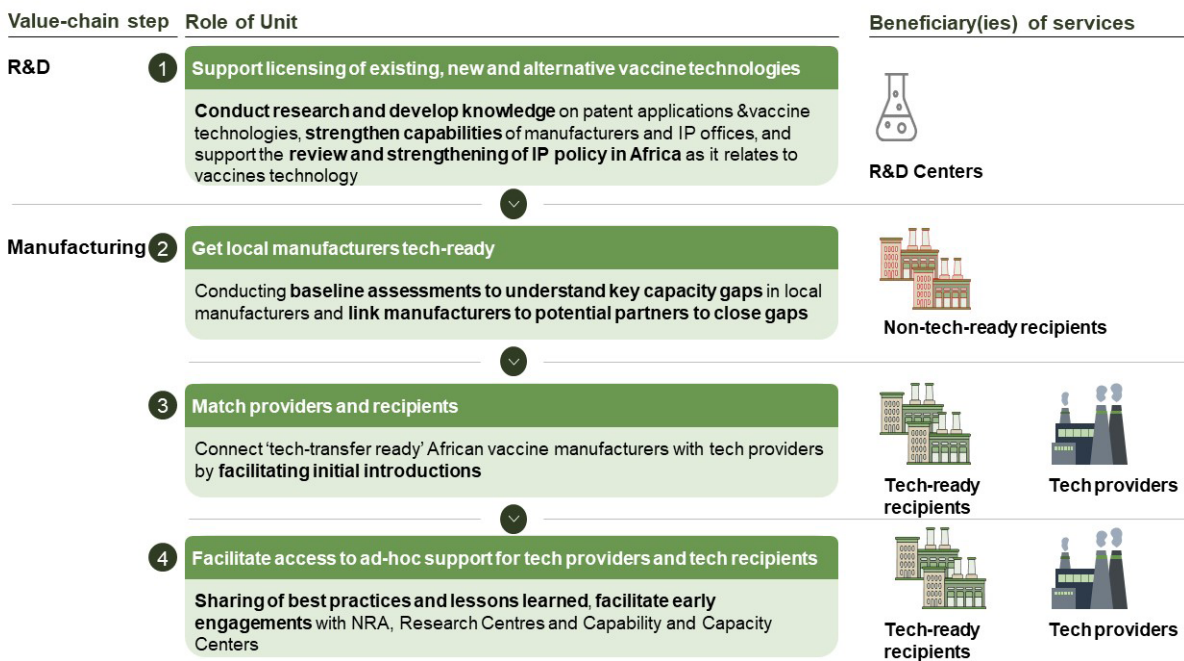 Value-chain step
Role of Unit
Beneficiary(ies) of services
R&D
1
Support licensing of existing, new and alternative vaccine technologies
Conduct research and develop knowledge on patent applications &vaccine
technologies, strengthen capabilities of manufacturers and IP offices, and
support the review and strengthening of IP policy in Africa as it relates to
vaccines technology
R&D Centers
Manufacturing
2
Get local manufacturers tech-ready
Conducting baseline assessments to understand key capacity gaps in local
manufacturers and link manufacturers to potential partners to close gaps
Non-tech-ready recipients
3
Match providers and recipients
Connect ‘tech-transfer ready’ African vaccine manufacturers with tech providers
by facilitating initial introductions
Tech-ready
recipients
Tech providers
4
Facilitate access to ad-hoc support for tech providers and tech recipients
Sharing of best practices and lessons learned, facilitate early
engagements with NRA, Research Centres and Capability and Capacity
Centers
Tech-ready
recipients
Tech providers